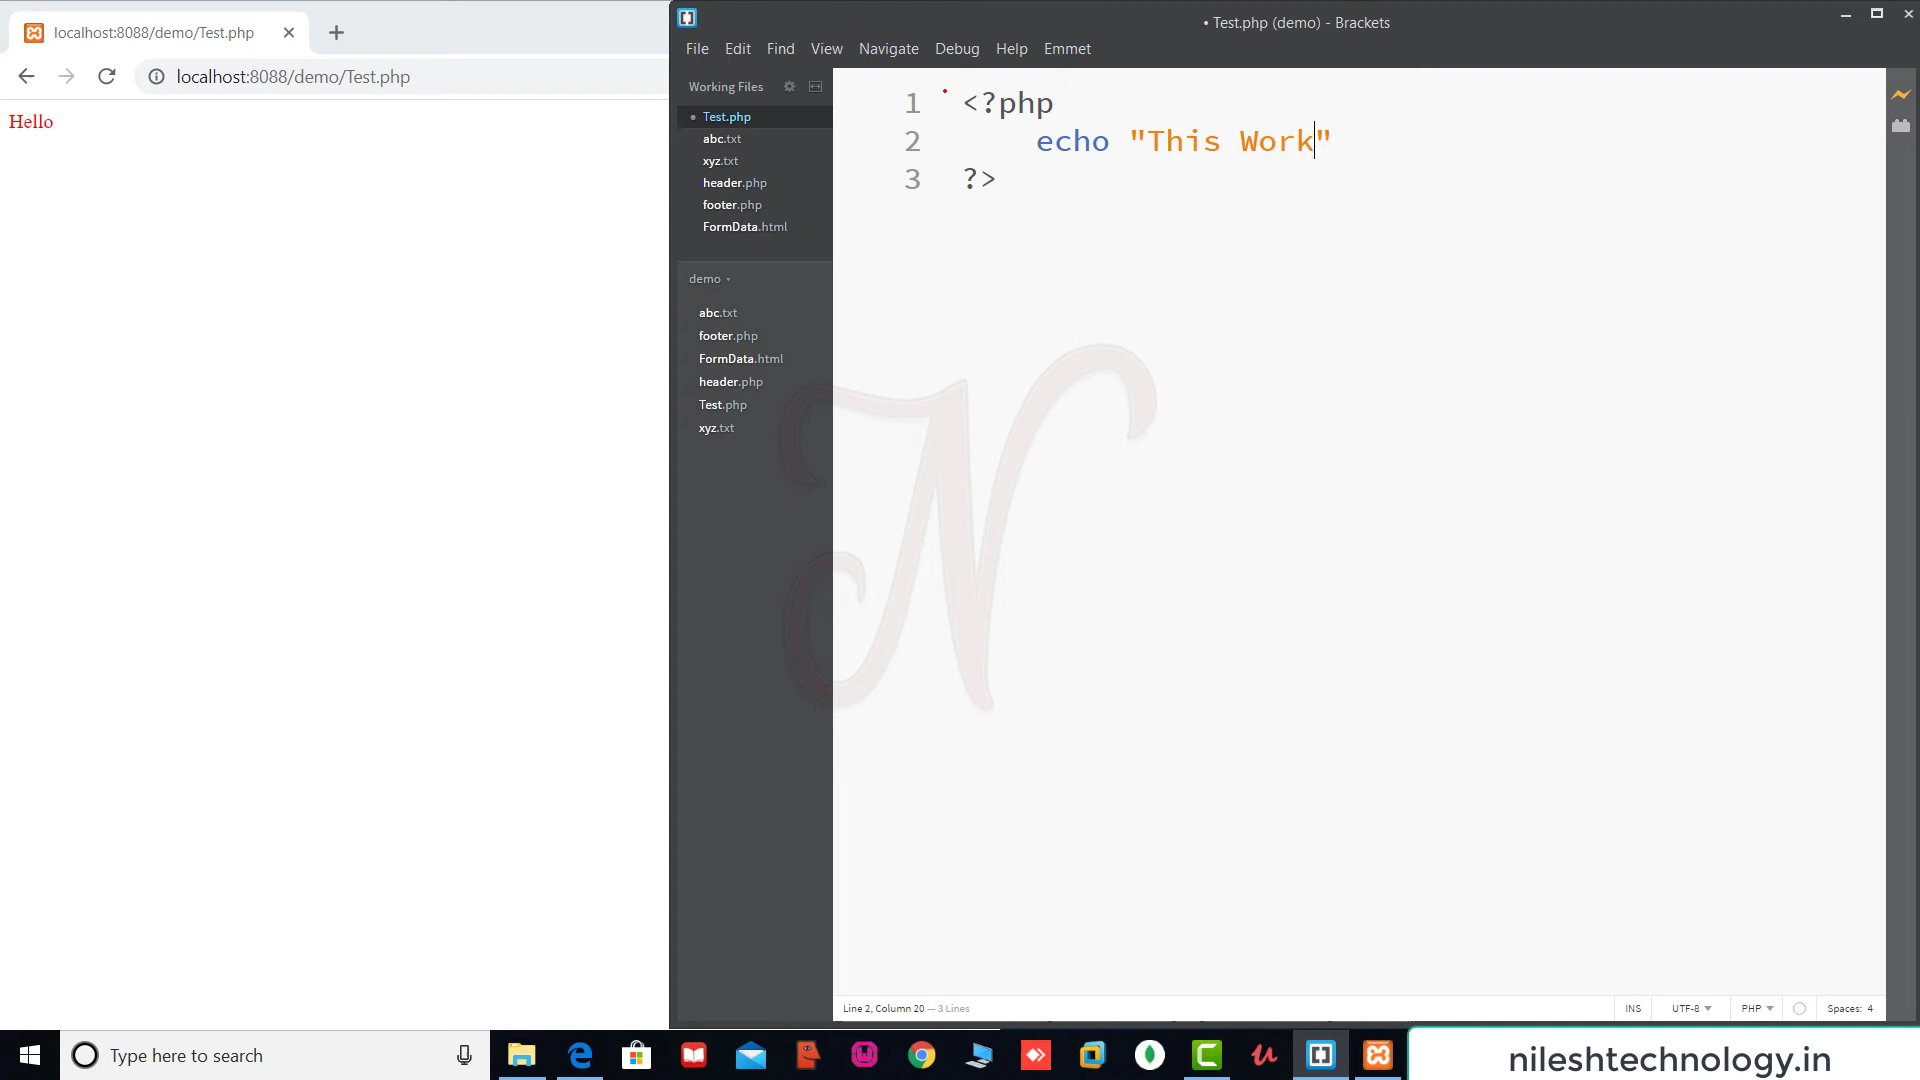 localhost:8088/demo/Test.php
localhost:8088/demo/Test.php
Hello
• Test.php (demo) - Brackets
File Edit Find View Navigate Debug Help Emmet
Working Files
Test.php
abc.txt
xyz.txt
header.php
footer.php
FormData.html
demo
abc.txt
footer.php
FormData.html
header.php
Test.php
xyz.txt
1 <?php
2 echo "This Work"
3 ?>
Line 2, Column 20 — 3 Lines
INS UTF-8 PHP Spaces: 4
Type here to search
nileshtechnology.in